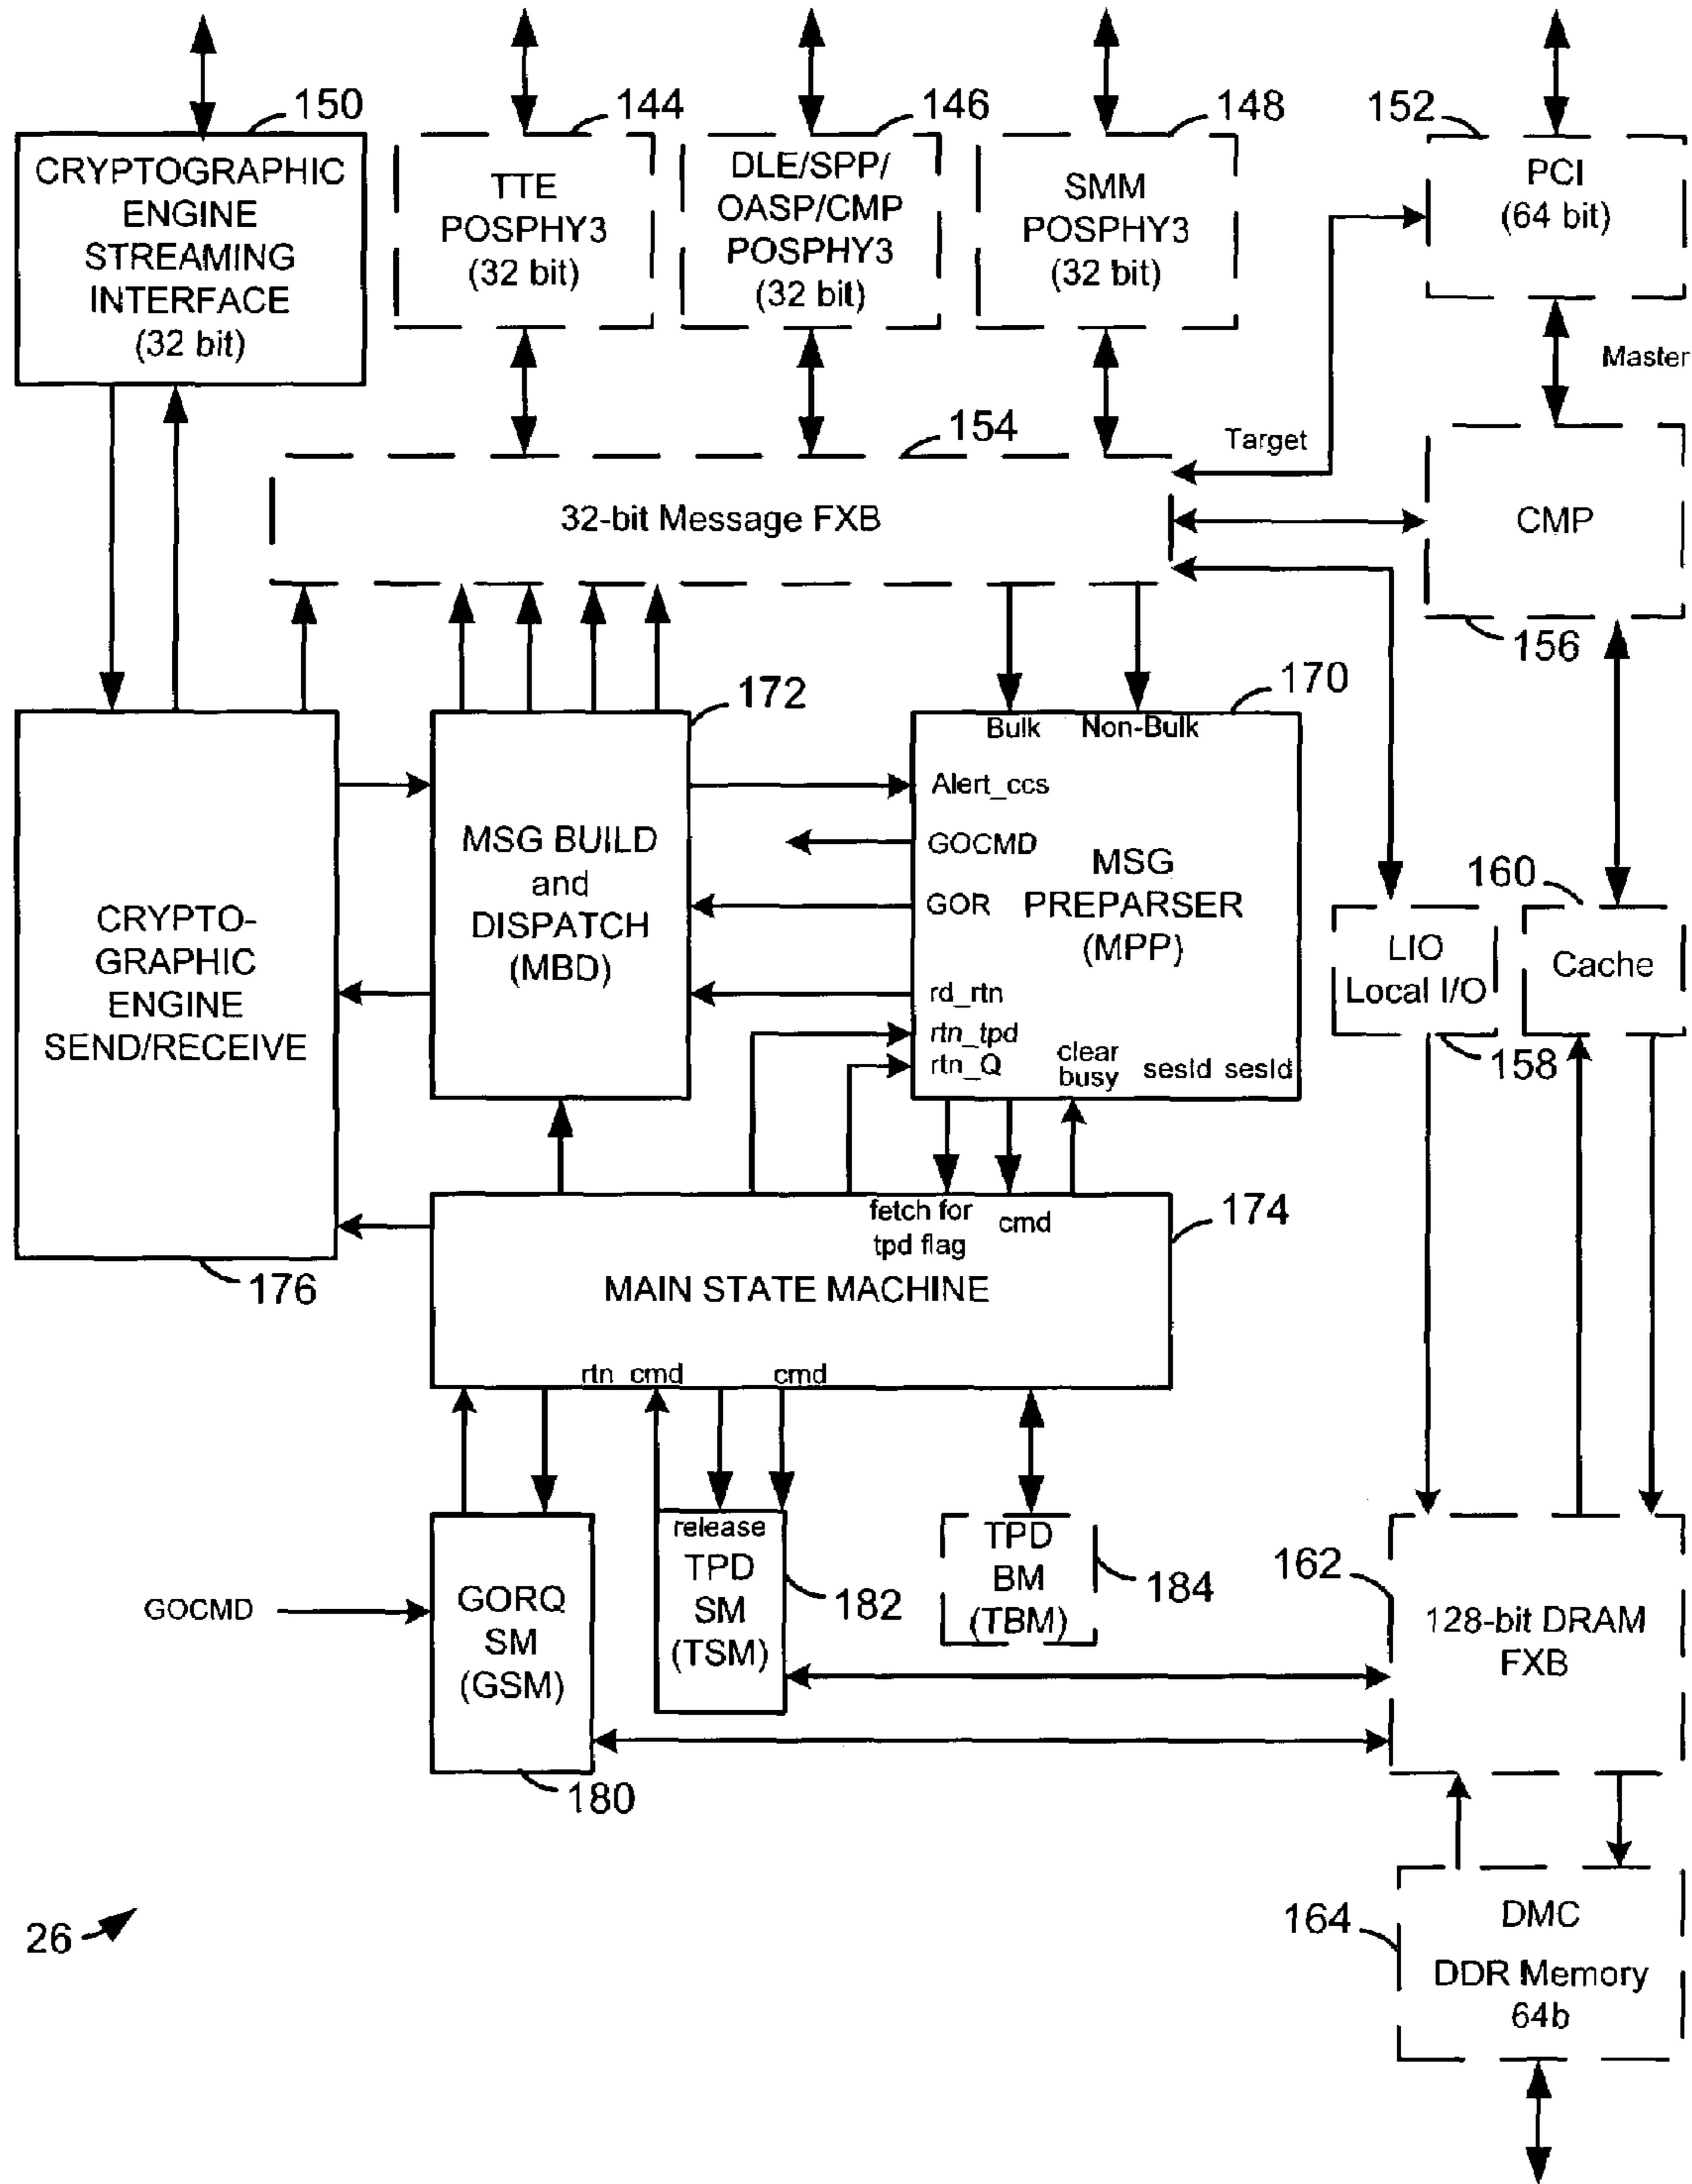 150
CRYPTOGRAPHIC
ENGINE
STREAMING
INTERFACE
(32 bit)
144
TTE
POSPHY3
(32 bit)
146
DLE/SPP/
OASP/CMP
POSPHY3
(32 bit)
148
SMM
POSPHY3
(32 bit)
152
PCI
(64 bit)
Master
154
Target
32-bit Message FXB
CMP
156
172
170
Bulk Non-Bulk
Alert_ccs
GOCMD
GOR
rd_rtn
rtn_tpd
rtn_Q
MSG
PREPARSER
(MPP)
clear
busy
sesId sesId
MSG BUILD
and
DISPATCH
(MBD)
CRYPTO-
GRAPHIC
ENGINE
SEND/RECEIVE
176
160
LIO
Local I/O
158
Cache
fetch for
tpd flag
cmd
174
MAIN STATE MACHINE
rtn cmd
cmd
GOCMD
GORQ
SM
(GSM)
180
release
TPD
SM
(TSM)
182
TPD
BM
(TBM)
184
162
128-bit DRAM
FXB
26
164
DMC
DDR Memory
64b